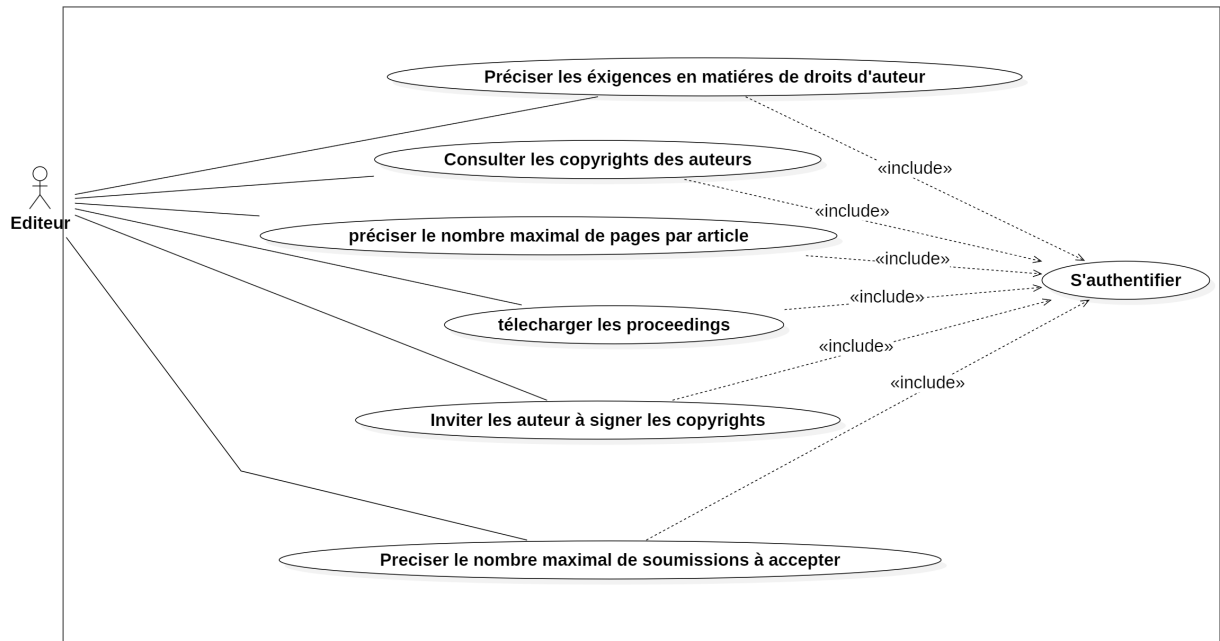 Préciser les éxigences en matiéres de droits d'auteur
Consulter les copyrights des auteurs
«include»
«include»
Editeur
préciser le nombre maximal de pages par article
«include»
S'authentifier
«include»
télecharger les proceedings
«include»
«include»
Inviter les auteur à signer les copyrights
Preciser le nombre maximal de soumissions à accepter